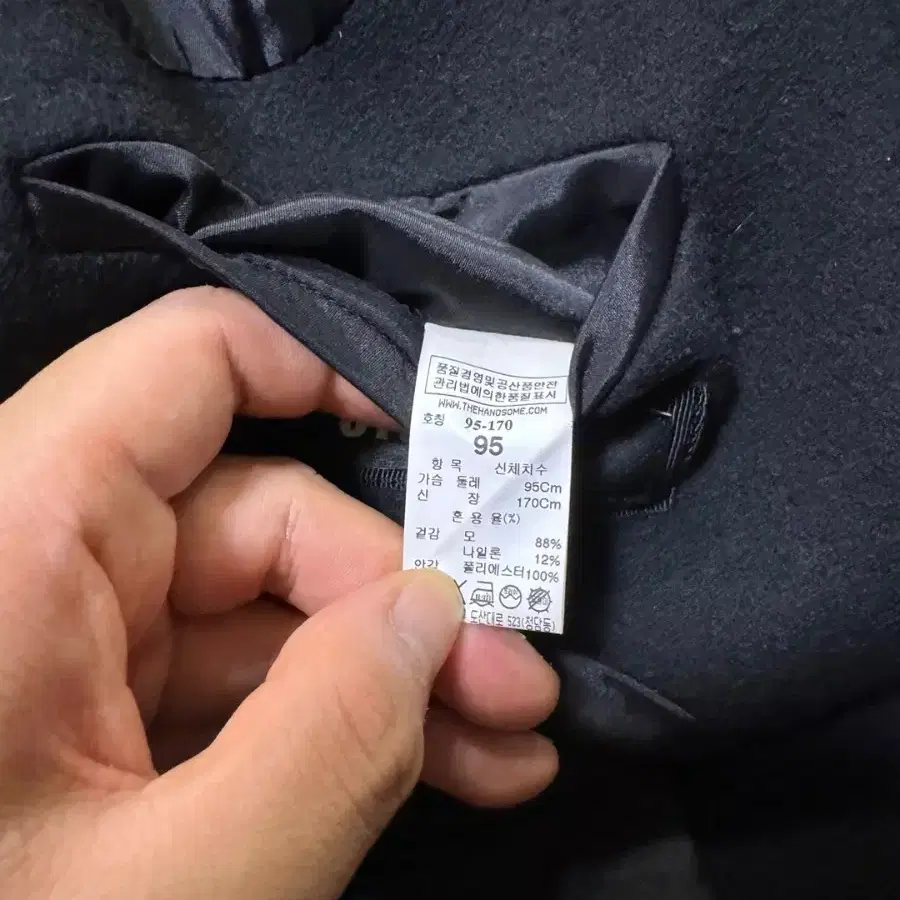 품질경영및공산품안전
관리법에의한품질표시
WWW.THEHANDSOME.COM
호칭 95-170
95
항 목 신체치수
가슴 둘레 95Cm
신 장 170Cm
혼 용 율(%)
겉감 모 88%
나일론 12%
안감 폴리에스터100%
도산대로 523(청담동)